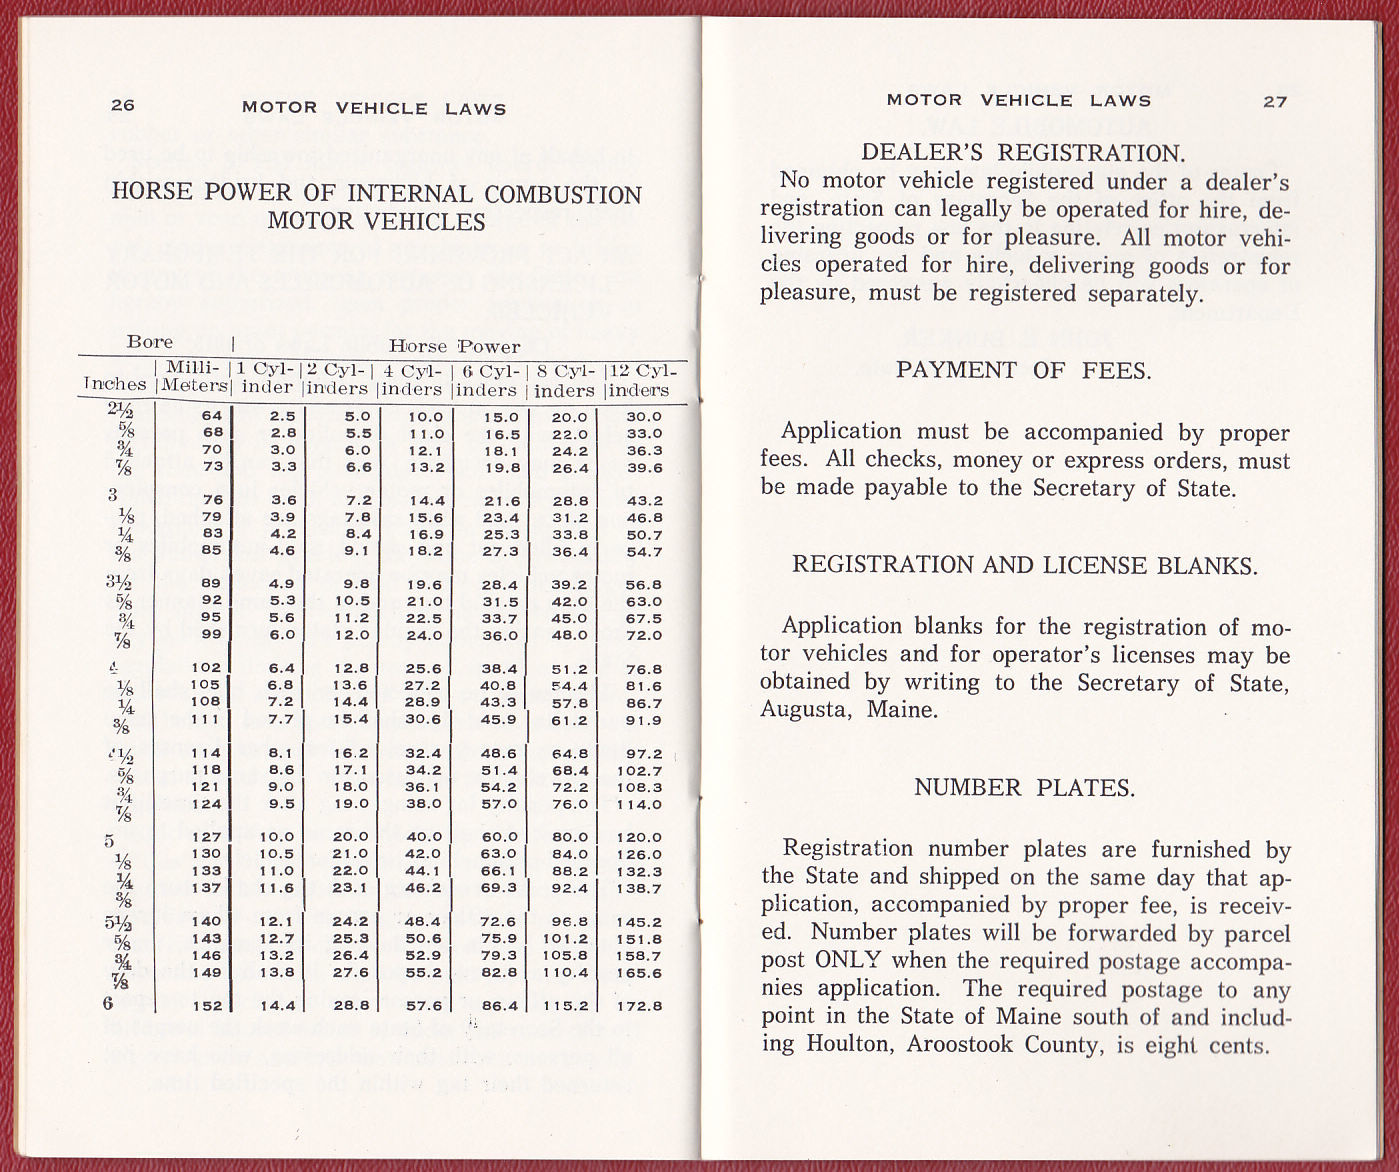 26 MOTOR VEHICLE LAWS
HORSE POWER OF INTERNAL COMBUSTION
MOTOR VEHICLES
Bore | Horse Power
| Milli- | 1 Cyl- | 2 Cyl- | 4 Cyl- | 6 Cyl- | 8 Cyl- | 12 Cyl-
Inches | Meters | inder | inders | inders | inders | inders | inders
2½ 64 2.5 5.0 10.0 15.0 20.0 30.0
⅝ 68 2.8 5.5 11.0 16.5 22.0 33.0
¾ 70 3.0 6.0 12.1 18.1 24.2 36.3
⅞ 73 3.3 6.6 13.2 19.8 26.4 39.6
3 76 3.6 7.2 14.4 21.6 28.8 43.2
⅛ 79 3.9 7.8 15.6 23.4 31.2 46.8
¼ 83 4.2 8.4 16.9 25.3 33.8 50.7
⅜ 85 4.6 9.1 18.2 27.3 36.4 54.7
3½ 89 4.9 9.8 19.6 28.4 39.2 56.8
⅝ 92 5.3 10.5 21.0 31.5 42.0 63.0
¾ 95 5.6 11.2 22.5 33.7 45.0 67.5
⅞ 99 6.0 12.0 24.0 36.0 48.0 72.0
4 102 6.4 12.8 25.6 38.4 51.2 76.8
⅛ 105 6.8 13.6 27.2 40.8 54.4 81.6
¼ 108 7.2 14.4 28.9 43.3 57.8 86.7
⅜ 111 7.7 15.4 30.6 45.9 61.2 91.9
4½ 114 8.1 16.2 32.4 48.6 64.8 97.2
⅝ 118 8.6 17.1 34.2 51.4 68.4 102.7
¾ 121 9.0 18.0 36.1 54.2 72.2 108.3
⅞ 124 9.5 19.0 38.0 57.0 76.0 114.0
5 127 10.0 20.0 40.0 60.0 80.0 120.0
⅛ 130 10.5 21.0 42.0 63.0 84.0 126.0
¼ 133 11.0 22.0 44.1 66.1 88.2 132.3
⅜ 137 11.6 23.1 46.2 69.3 92.4 138.7
5½ 140 12.1 24.2 48.4 72.6 96.8 145.2
⅝ 143 12.7 25.3 50.6 75.9 101.2 151.8
¾ 146 13.2 26.4 52.9 79.3 105.8 158.7
⅞ 149 13.8 27.6 55.2 82.8 110.4 165.6
6 152 14.4 28.8 57.6 86.4 115.2 172.8
MOTOR VEHICLE LAWS 27
DEALER'S REGISTRATION.
No motor vehicle registered under a dealer's
registration can legally be operated for hire, de-
livering goods or for pleasure. All motor vehi-
cles operated for hire, delivering goods or for
pleasure, must be registered separately.
PAYMENT OF FEES.
Application must be accompanied by proper
fees. All checks, money or express orders, must
be made payable to the Secretary of State.
REGISTRATION AND LICENSE BLANKS.
Application blanks for the registration of mo-
tor vehicles and for operator's licenses may be
obtained by writing to the Secretary of State,
Augusta, Maine.
NUMBER PLATES.
Registration number plates are furnished by
the State and shipped on the same day that ap-
plication, accompanied by proper fee, is receiv-
ed. Number plates will be forwarded by parcel
post ONLY when the required postage accompa-
nies application. The required postage to any
point in the State of Maine south of and includ-
ing Houlton, Aroostook County, is eight cents.